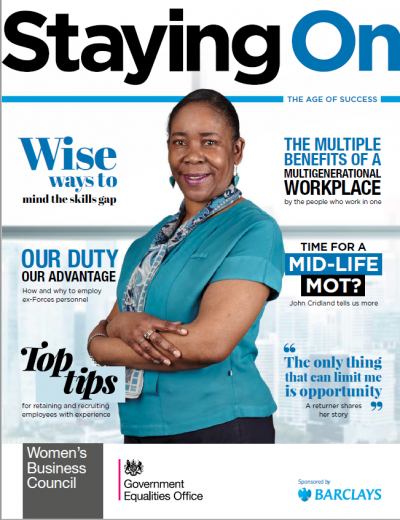 Staying On
THE AGE OF SUCCESS
Wise
ways to
mind the skills gap
THE MULTIPLE
BENEFITS OF A
MULTIGENERATIONAL
WORKPLACE
by the people who work in one
OUR DUTY
OUR ADVANTAGE
How and why to employ
ex-Forces personnel
TIME FOR A
MID-LIFE
MOT?
John Cridland tells us more
Top
tips
for retaining and recruiting
employees with experience
“
The only thing
that can limit me
is opportunity
A returner shares
her story ”
Women's
Business
Council
Government
Equalities Office
Sponsored by
BARCLAYS